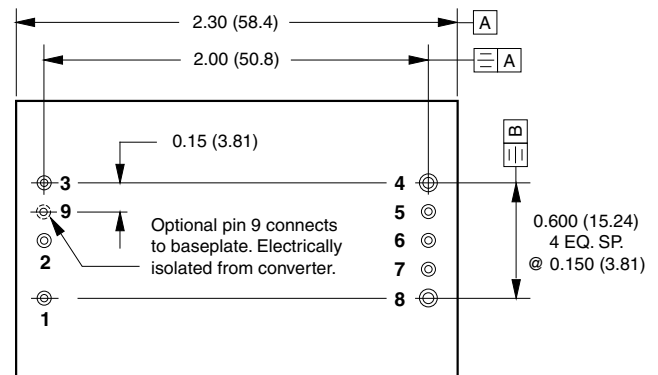 2.30 (58.4)
A
2.00 (50.8)
A
B
0.15 (3.81)
3
4
9
5
Optional pin 9 connects
to baseplate. Electrically
isolated from converter.
0.600 (15.24)
4 EQ. SP.
@ 0.150 (3.81)
6
2
7
8
1